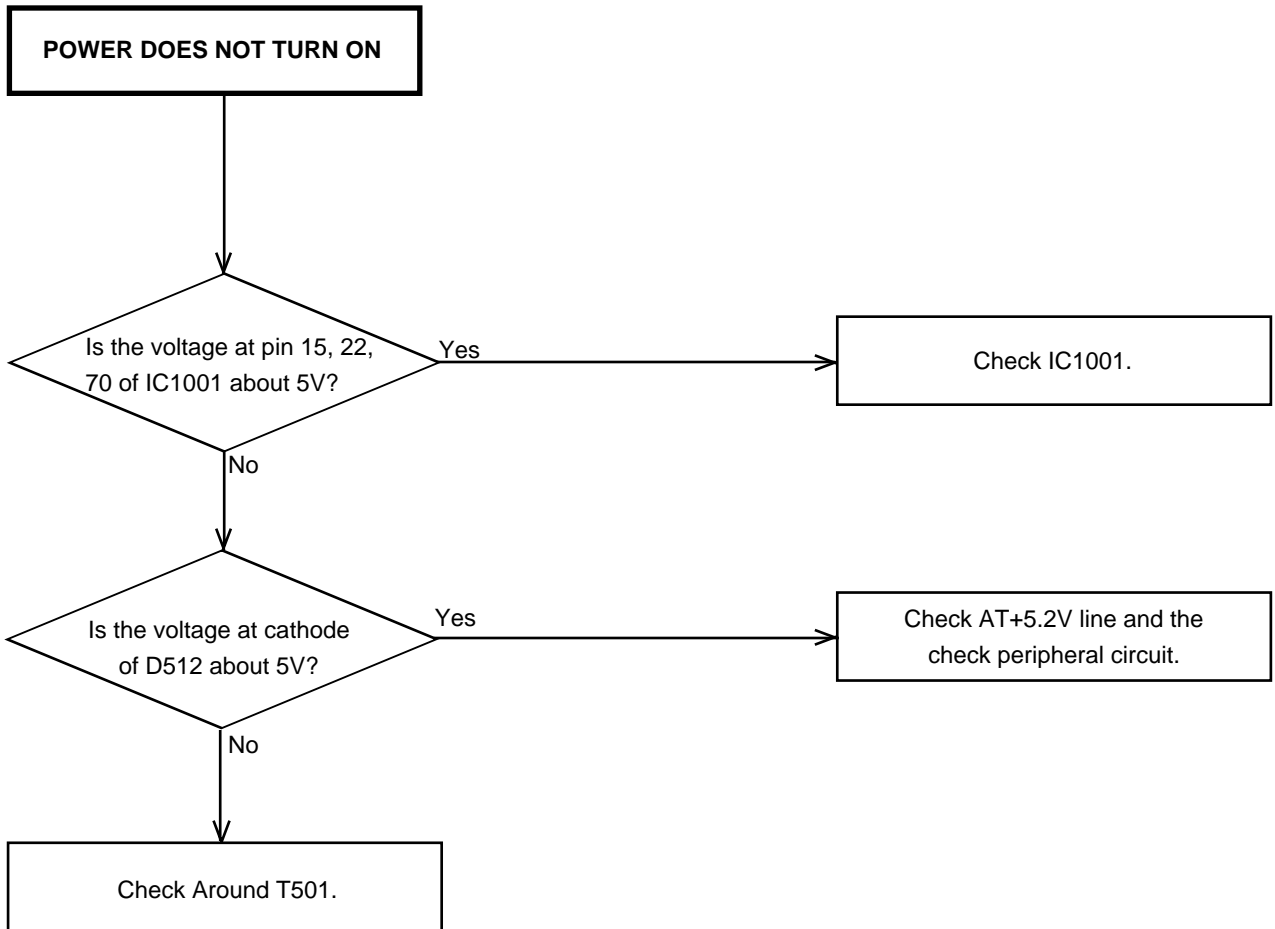 POWER DOES NOT TURN ON
Is the voltage at pin 15, 22,
70 of IC1001 about 5V?
Yes
Check IC1001.
No
Is the voltage at cathode
of D512 about 5V?
Yes
Check AT+5.2V line and the
check peripheral circuit.
No
Check Around T501.